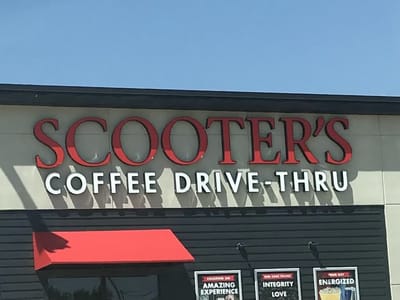 SCOOTER'S
COFFEE DRIVE-THRU
AMAZING
EXPERIENCE
INTEGRITY
LOVE
ENERGIZED